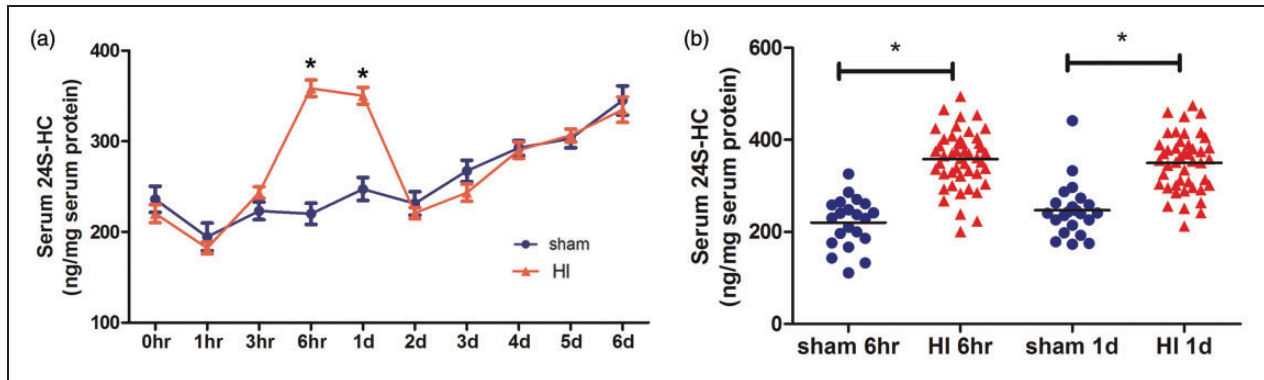 (a)
Serum 24S-HC
(ng/mg serum protein)
400
300
200
100
*
*
sham
HI
0hr 1hr 3hr 6hr 1d 2d 3d 4d 5d 6d
(b)
Serum 24S-HC
(ng/mg serum protein)
600
400
200
0
*
*
sham 6hr HI 6hr sham 1d HI 1d